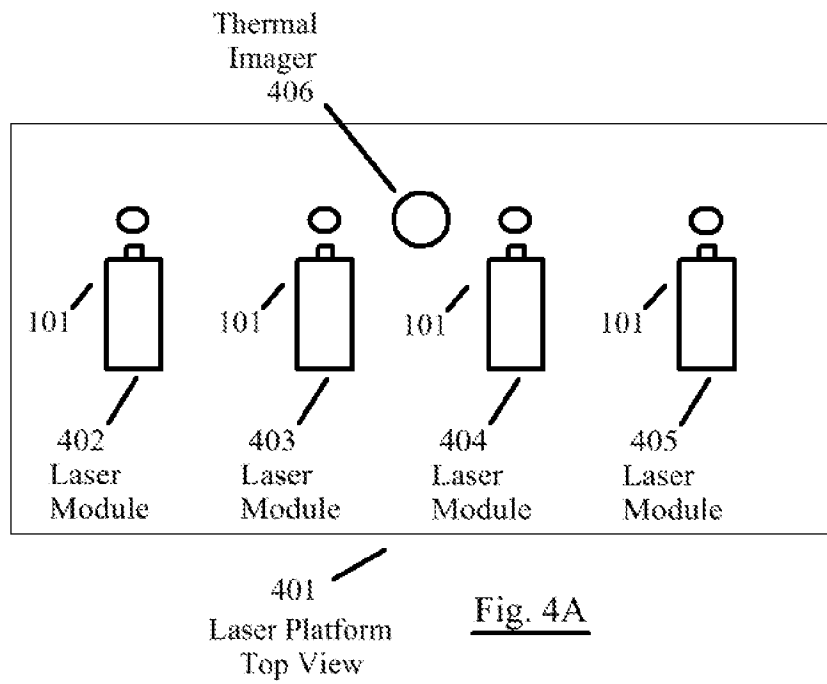 Thermal
Imager
406
101
101
101
101
402
Laser
Module
403
Laser
Module
404
Laser
Module
405
Laser
Module
401
Laser Platform
Top View
Fig. 4A